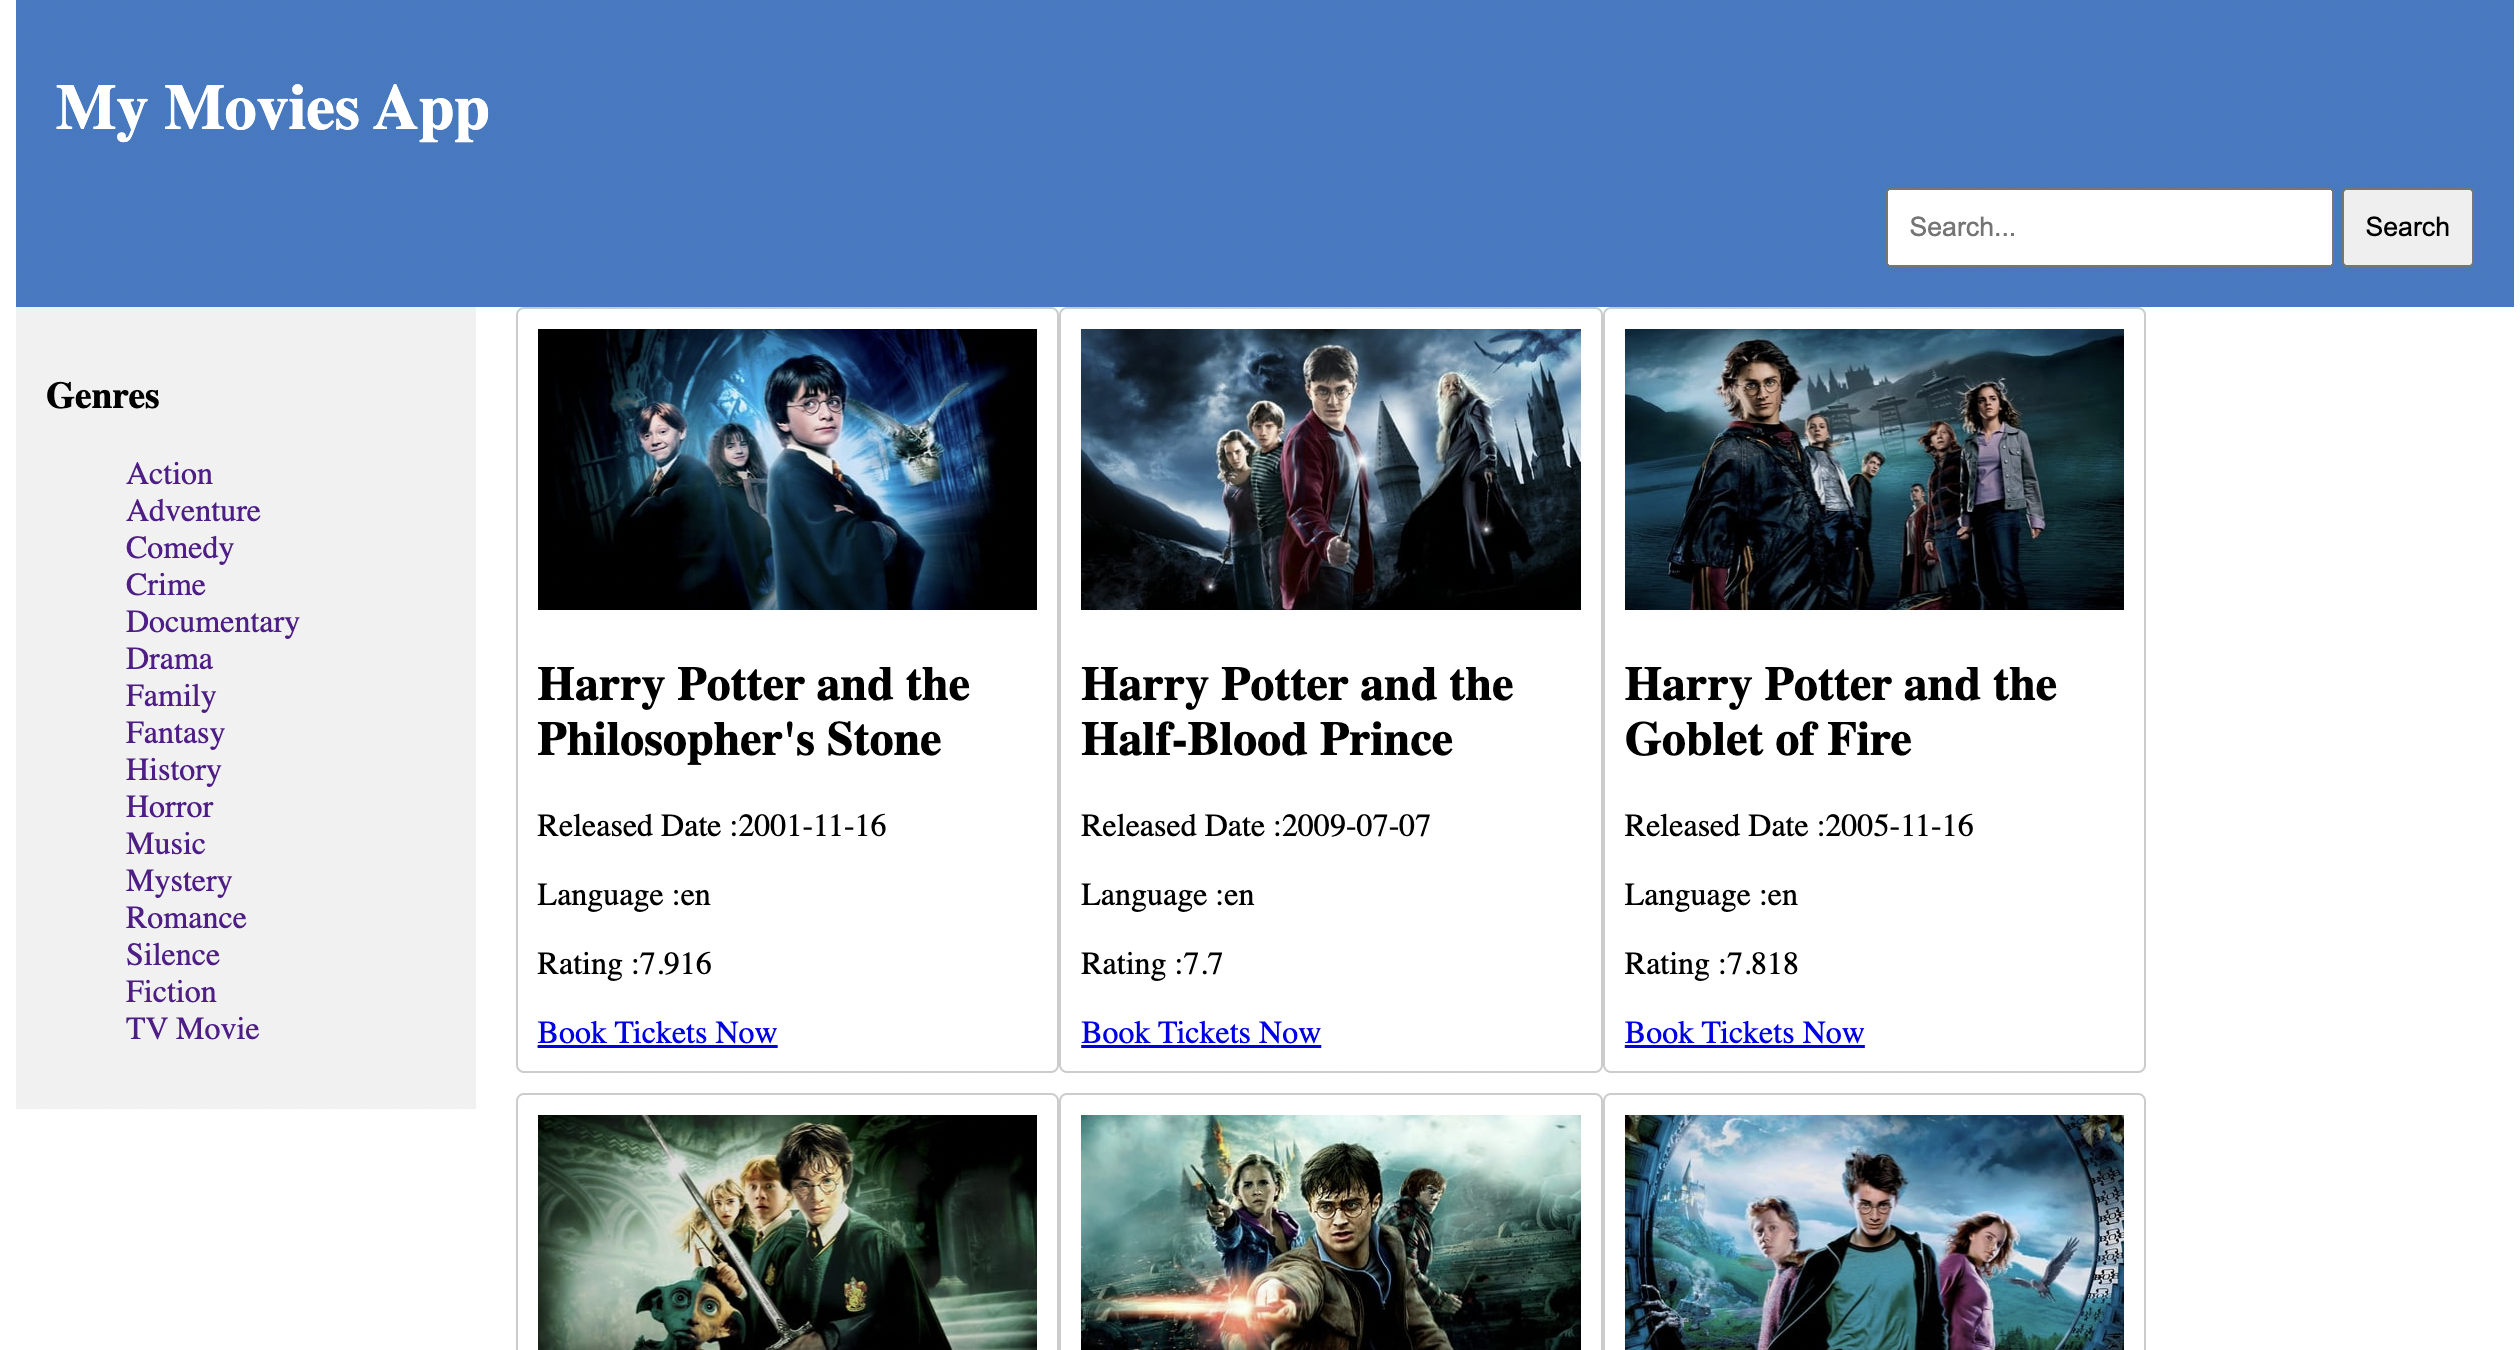 My Movies App
Search...
Search
Genres
Action
Adventure
Comedy
Crime
Documentary
Drama
Family
Fantasy
History
Horror
Music
Mystery
Romance
Silence
Fiction
TV Movie
Harry Potter and the
Philosopher's Stone
Released Date :2001-11-16
Language :en
Rating :7.916
Book Tickets Now
Harry Potter and the
Half-Blood Prince
Released Date :2009-07-07
Language :en
Rating :7.7
Book Tickets Now
Harry Potter and the
Goblet of Fire
Released Date :2005-11-16
Language :en
Rating :7.818
Book Tickets Now